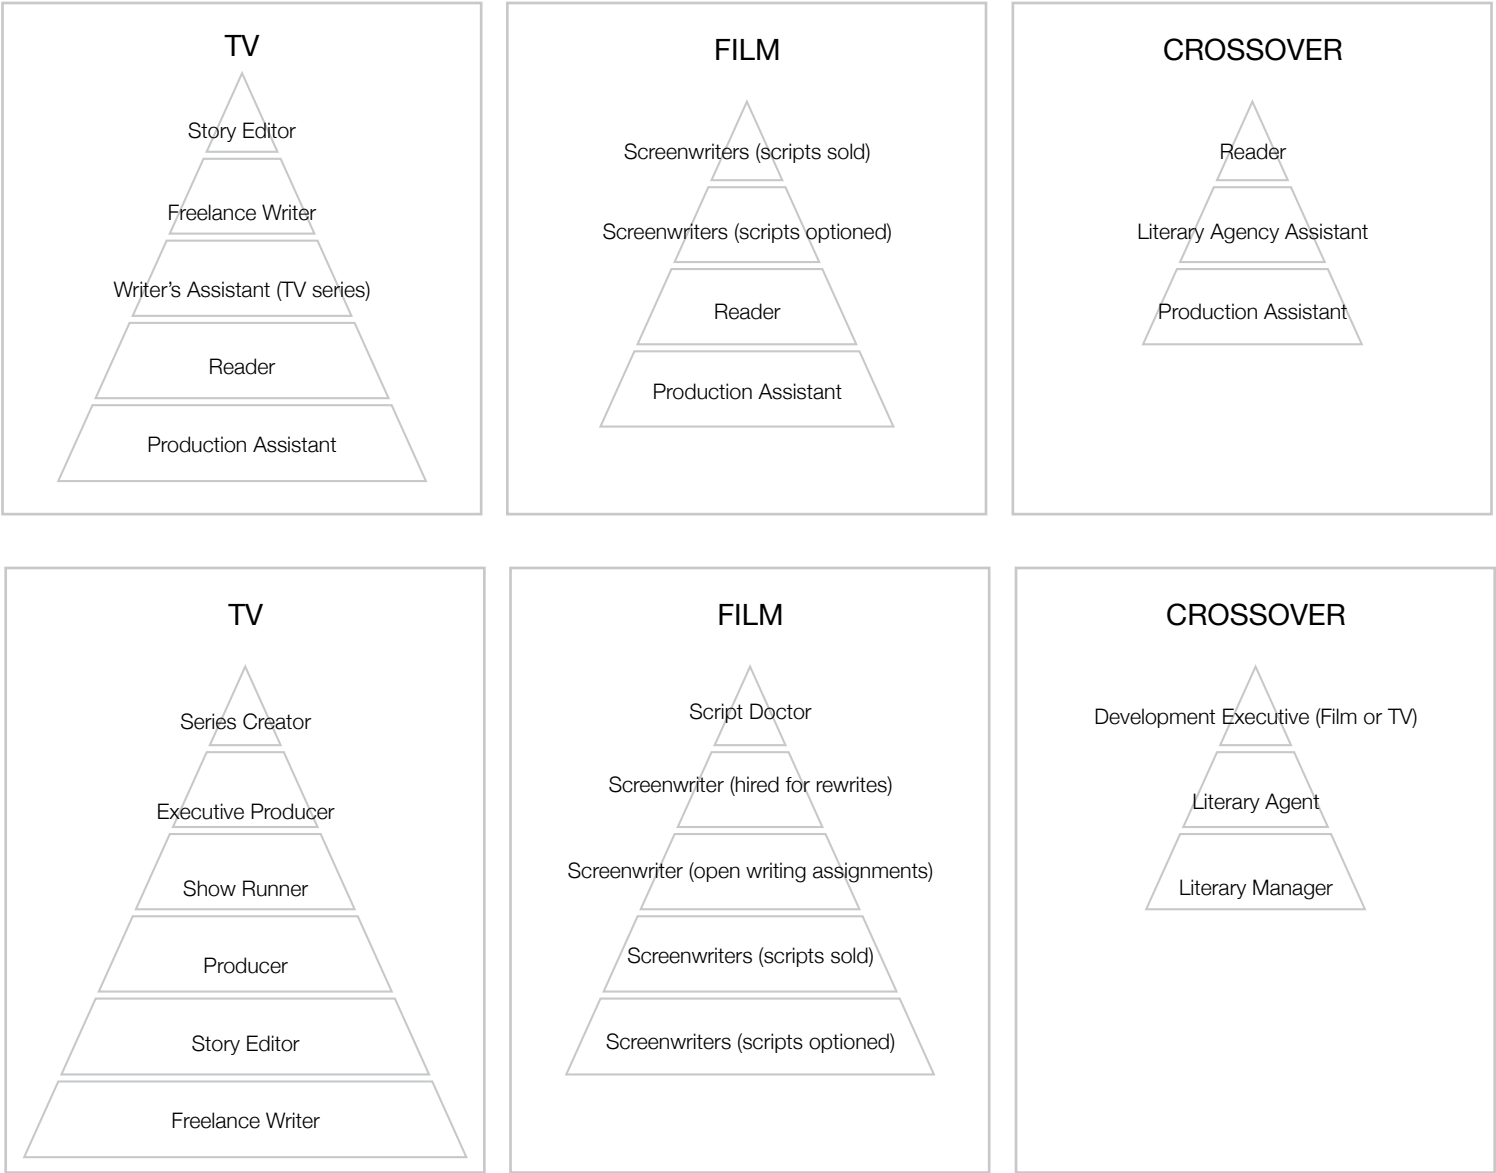 TV
Story Editor
Freelance Writer
Writer’s Assistant (TV series)
Reader
Production Assistant
FILM
Screenwriters (scripts sold)
Screenwriters (scripts optioned)
Reader
Production Assistant
CROSSOVER
Reader
Literary Agency Assistant
Production Assistant
TV
Series Creator
Executive Producer
Show Runner
Producer
Story Editor
Freelance Writer
FILM
Script Doctor
Screenwriter (hired for rewrites)
Screenwriter (open writing assignments)
Screenwriters (scripts sold)
Screenwriters (scripts optioned)
CROSSOVER
Development Executive (Film or TV)
Literary Agent
Literary Manager